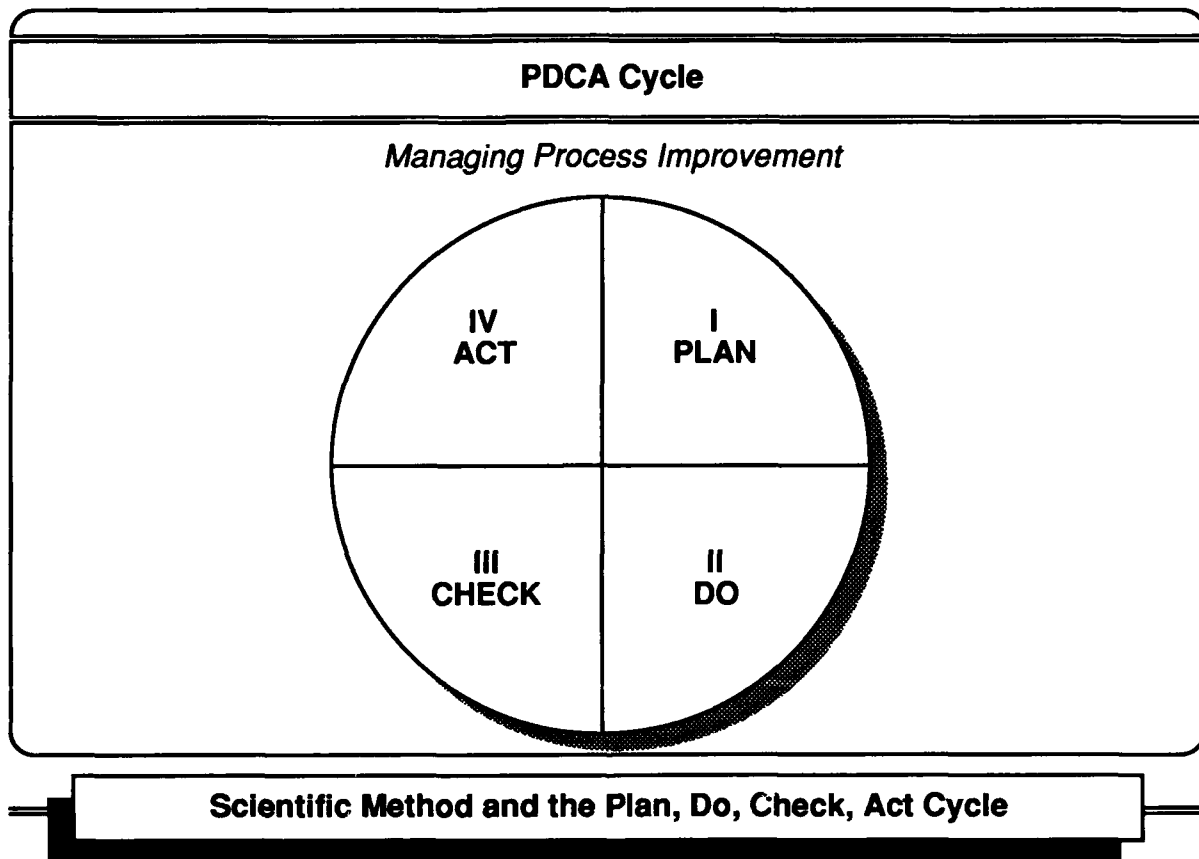 PDCA Cycle
Managing Process Improvement
IV
ACT
I
PLAN
III
CHECK
II
DO
Scientific Method and the Plan, Do, Check, Act Cycle